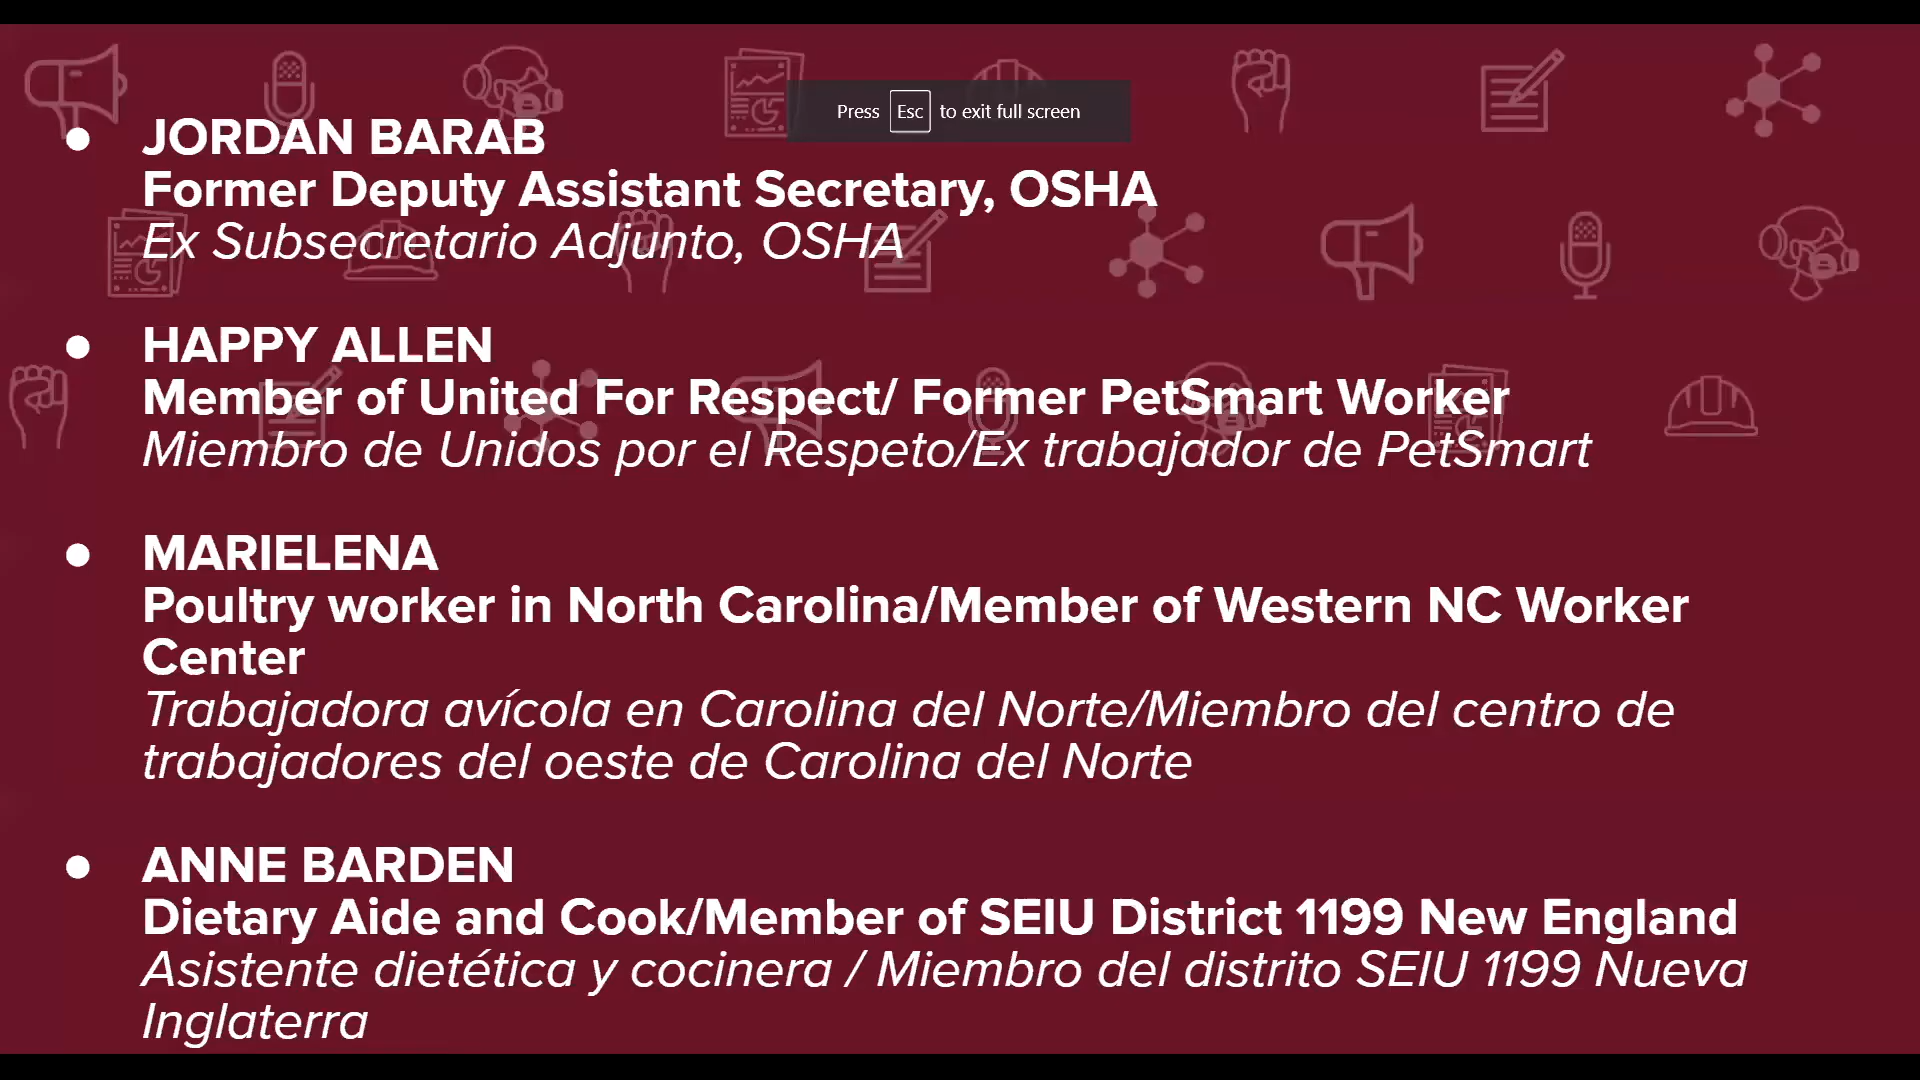 Press Esc to exit full screen
● JORDAN BARAB
Former Deputy Assistant Secretary, OSHA
Ex Subsecretario Adjunto, OSHA
● HAPPY ALLEN
Member of United For Respect/ Former PetSmart Worker
Miembro de Unidos por el Respeto/Ex trabajador de PetSmart
● MARIELENA
Poultry worker in North Carolina/Member of Western NC Worker
Center
Trabajadora avícola en Carolina del Norte/Miembro del centro de
trabajadores del oeste de Carolina del Norte
● ANNE BARDEN
Dietary Aide and Cook/Member of SEIU District 1199 New England
Asistente dietética y cocinera / Miembro del distrito SEIU 1199 Nueva
Inglaterra